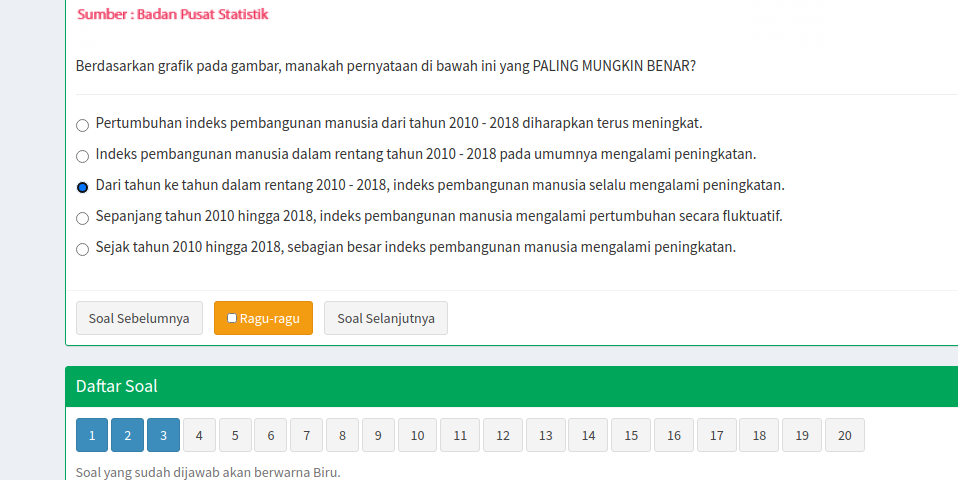 Sumber : Badan Pusat Statistik
Berdasarkan grafik pada gambar, manakah pernyataan di bawah ini yang PALING MUNGKIN BENAR?
Pertumbuhan indeks pembangunan manusia dari tahun 2010 - 2018 diharapkan terus meningkat.
Indeks pembangunan manusia dalam rentang tahun 2010 - 2018 pada umumnya mengalami peningkatan.
Dari tahun ke tahun dalam rentang 2010 - 2018, indeks pembangunan manusia selalu mengalami peningkatan.
Sepanjang tahun 2010 hingga 2018, indeks pembangunan manusia mengalami pertumbuhan secara fluktuatif.
Sejak tahun 2010 hingga 2018, sebagian besar indeks pembangunan manusia mengalami peningkatan.
Soal Sebelumnya Ragu-ragu Soal Selanjutnya
Daftar Soal
1 2 3 4 5 6 7 8 9 10 11 12 13 14 15 16 17 18 19 20
Soal yang sudah dijawab akan berwarna Biru.